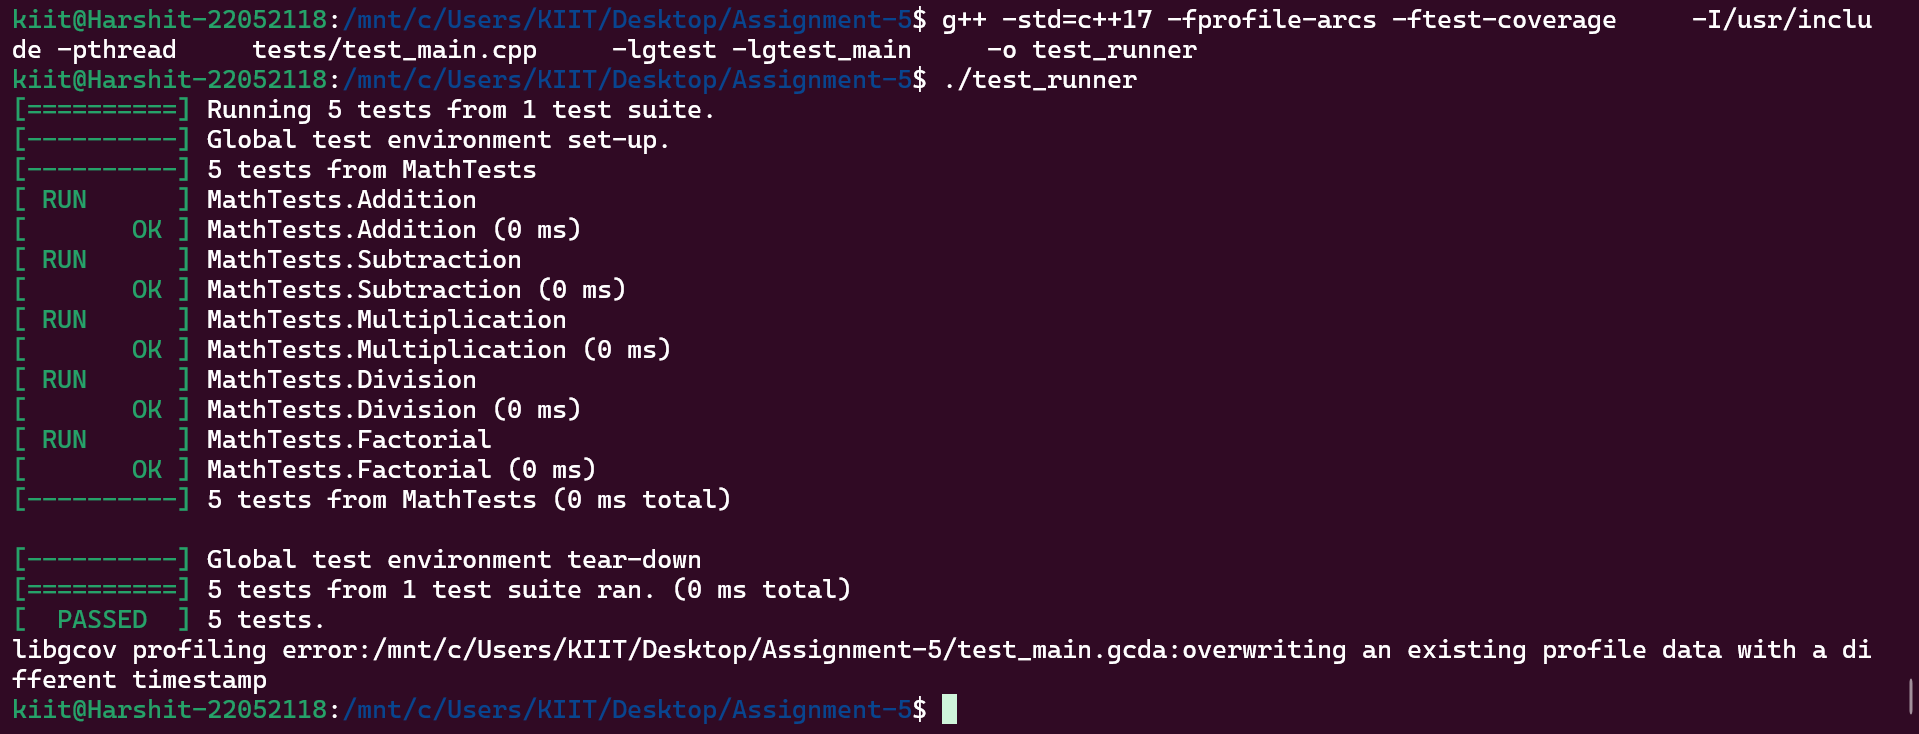 kiit@Harshit-22052118:/mnt/c/Users/KIIT/Desktop/Assignment-5$ g++ -std=c++17 -fprofile-arcs -ftest-coverage     -I/usr/inclu
de -pthread     tests/test_main.cpp     -lgtest -lgtest_main     -o test_runner
kiit@Harshit-22052118:/mnt/c/Users/KIIT/Desktop/Assignment-5$ ./test_runner
[==========] Running 5 tests from 1 test suite.
[----------] Global test environment set-up.
[----------] 5 tests from MathTests
[ RUN      ] MathTests.Addition
[       OK ] MathTests.Addition (0 ms)
[ RUN      ] MathTests.Subtraction
[       OK ] MathTests.Subtraction (0 ms)
[ RUN      ] MathTests.Multiplication
[       OK ] MathTests.Multiplication (0 ms)
[ RUN      ] MathTests.Division
[       OK ] MathTests.Division (0 ms)
[ RUN      ] MathTests.Factorial
[       OK ] MathTests.Factorial (0 ms)
[----------] 5 tests from MathTests (0 ms total)

[----------] Global test environment tear-down
[==========] 5 tests from 1 test suite ran. (0 ms total)
[  PASSED  ] 5 tests.
libgcov profiling error:/mnt/c/Users/KIIT/Desktop/Assignment-5/test_main.gcda:overwriting an existing profile data with a di
fferent timestamp
kiit@Harshit-22052118:/mnt/c/Users/KIIT/Desktop/Assignment-5$